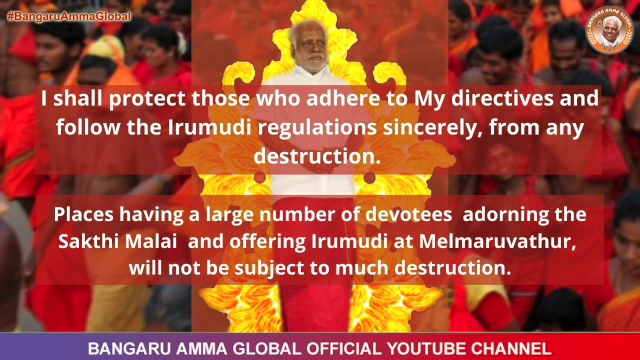 #BangaruAmmaGlobal
I shall protect those who adhere to My directives and
follow the Irumudi regulations sincerely, from any
destruction.
Places having a large number of devotees adorning the
Sakthi Malai and offering Irumudi at Melmaruvathur,
will not be subject to much destruction.
BANGARU AMMA GLOBAL OFFICIAL YOUTUBE CHANNEL